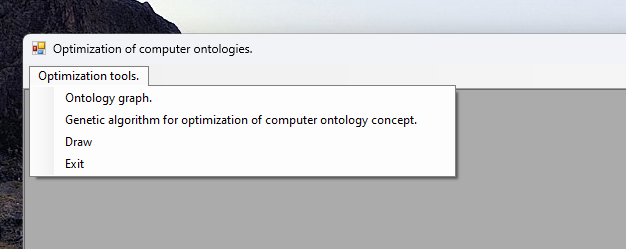 Optimization of computer ontologies.
Optimization tools.
Ontology graph.
Genetic algorithm for optimization of computer ontology concept.
Draw
Exit